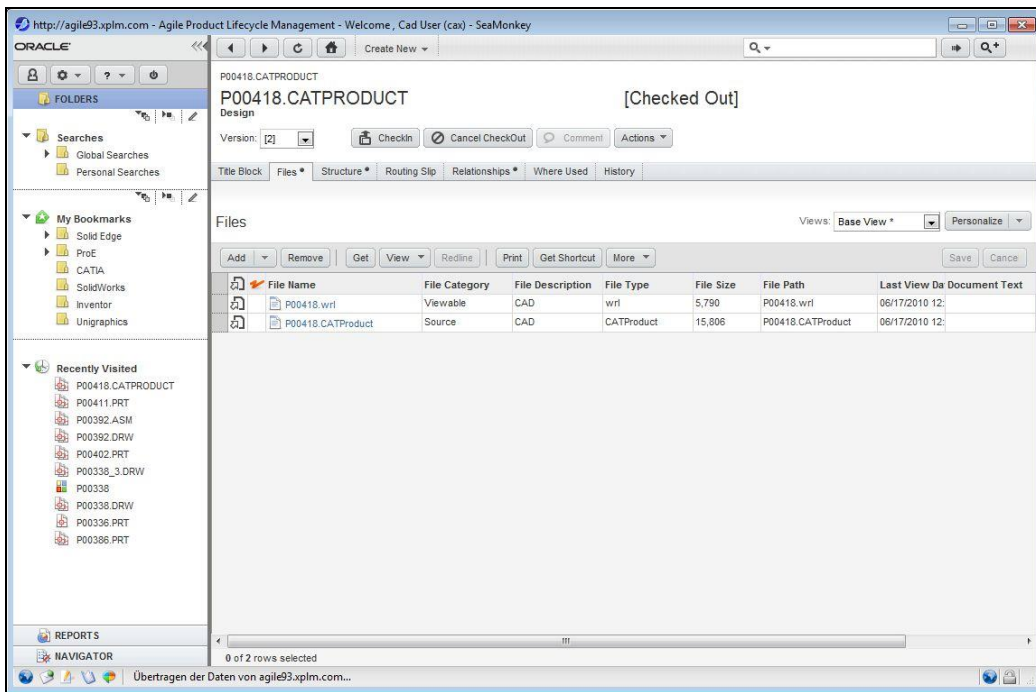 http://agile93.xplm.com - Agile Product Lifecycle Management - Welcome , Cad User (cax) - SeaMonkey
ORACLE
Create New
FOLDERS
Searches
Global Searches
Personal Searches
My Bookmarks
Solid Edge
ProE
CATIA
SolidWorks
Inventor
Unigraphics
Recently Visited
P00418.CATPRODUCT
P00411.PRT
P00392.ASM
P00392.DRW
P00402.PRT
P00338_3.DRW
P00338
P00338.DRW
P00336.PRT
P00386.PRT
REPORTS
NAVIGATOR
P00418.CATPRODUCT
P00418.CATPRODUCT [Checked Out]
Design
Version: [2] CheckIn Cancel CheckOut Comment Actions
Title Block Files Structure Routing Slip Relationships Where Used History
Files Views: Base View * Personalize
Add Remove Get View Redline Print Get Shortcut More Save Cance
File Name File Category File Description File Type File Size File Path Last View Da Document Text
P00418.wrl Viewable CAD wrl 5,790 P00418.wrl 06/17/2010 12:
P00418.CATProduct Source CAD CATProduct 15,806 P00418.CATProduct 06/17/2010 12:
0 of 2 rows selected
Übertragen der Daten von agile93.xplm.com...